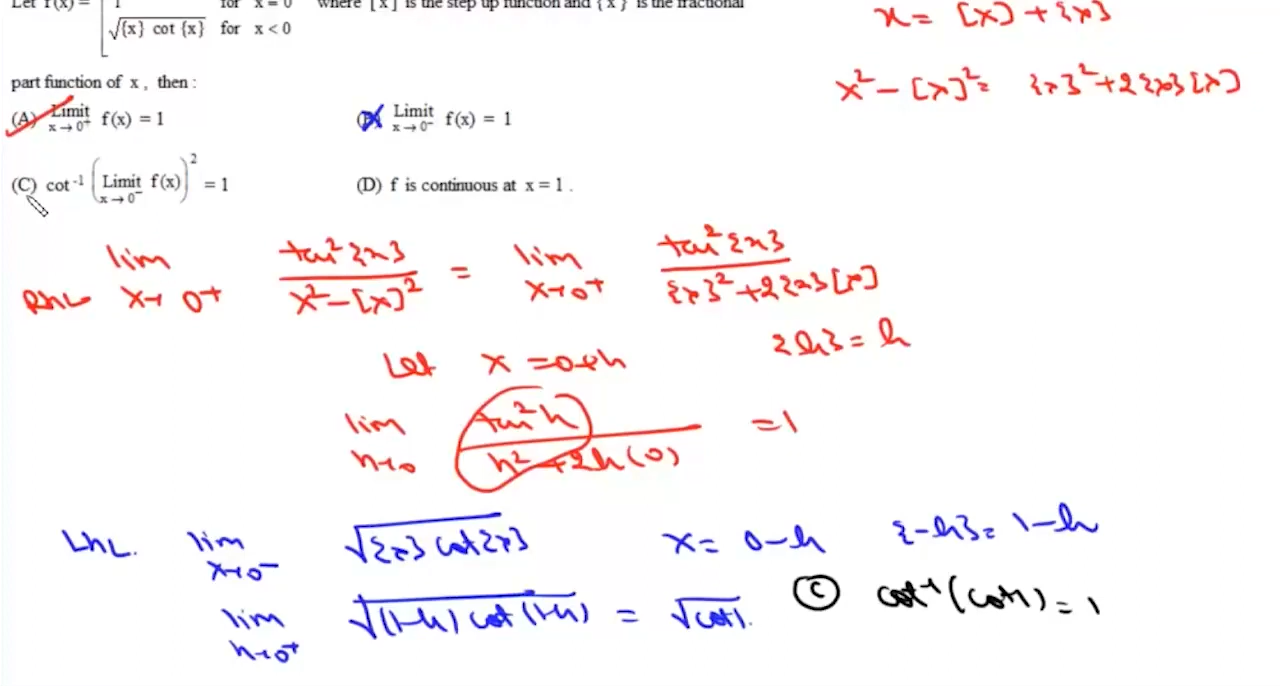 Let f(x) = 1 for x = 0 where [x] is the step up function and {x} is the fractional
√{x} cot {x} for x < 0
part function of x , then :
(A) Limit x→0⁺ f(x) = 1 (B) Limit x→0⁻ f(x) = 1
(C) cot⁻¹ (Limit x→0⁻ f(x))² = 1 (D) f is continuous at x = 1 .
x = [x] + {x}
x² - [x]² = {x}² + 2{x}[x]
RHL lim x→0+ tan²{x} / x² - [x]² = lim x→0+ tan²{x} / {x}² + 2{x}[x]
Let x = 0+h {h} = h
lim h→0 tan²h / h² + 2h(0) = 1
LHL. lim x→0⁻ √{x} cot{x} x = 0-h {-h} = 1-h
lim h→0+ √(1-h) cot(1-h) = √cot1. (C) cot⁻¹(cot1) = 1